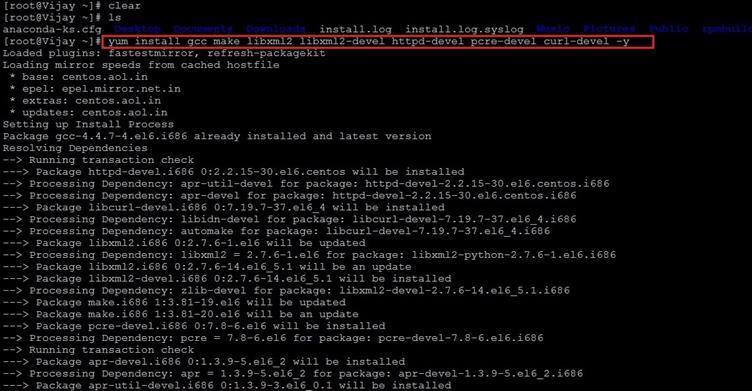 [root@Vijay ~]# clear
[root@Vijay ~]# ls
anaconda-ks.cfg  Desktop  Documents  Downloads  install.log  install.log.syslog  Music  Pictures  Public  rpmbuild
[root@Vijay ~]# yum install gcc make libxml2 libxml2-devel httpd-devel pcre-devel curl-devel -y
Loaded plugins: fastestmirror, refresh-packagekit
Loading mirror speeds from cached hostfile
 * base: centos.aol.in
 * epel: epel.mirror.net.in
 * extras: centos.aol.in
 * updates: centos.aol.in
Setting up Install Process
Package gcc-4.4.7-4.el6.i686 already installed and latest version
Resolving Dependencies
--> Running transaction check
---> Package httpd-devel.i686 0:2.2.15-30.el6.centos will be installed
--> Processing Dependency: apr-util-devel for package: httpd-devel-2.2.15-30.el6.centos.i686
--> Processing Dependency: apr-devel for package: httpd-devel-2.2.15-30.el6.centos.i686
---> Package libcurl-devel.i686 0:7.19.7-37.el6_4 will be installed
--> Processing Dependency: libidn-devel for package: libcurl-devel-7.19.7-37.el6_4.i686
--> Processing Dependency: automake for package: libcurl-devel-7.19.7-37.el6_4.i686
---> Package libxml2.i686 0:2.7.6-1.el6 will be updated
--> Processing Dependency: libxml2 = 2.7.6-1.el6 for package: libxml2-python-2.7.6-1.el6.i686
---> Package libxml2.i686 0:2.7.6-14.el6_5.1 will be an update
---> Package libxml2-devel.i686 0:2.7.6-14.el6_5.1 will be installed
--> Processing Dependency: zlib-devel for package: libxml2-devel-2.7.6-14.el6_5.1.i686
---> Package make.i686 1:3.81-19.el6 will be updated
---> Package make.i686 1:3.81-20.el6 will be an update
---> Package pcre-devel.i686 0:7.8-6.el6 will be installed
--> Processing Dependency: pcre = 7.8-6.el6 for package: pcre-devel-7.8-6.el6.i686
--> Running transaction check
---> Package apr-devel.i686 0:1.3.9-5.el6_2 will be installed
--> Processing Dependency: apr = 1.3.9-5.el6_2 for package: apr-devel-1.3.9-5.el6_2.i686
---> Package apr-util-devel.i686 0:1.3.9-3.el6_0.1 will be installed